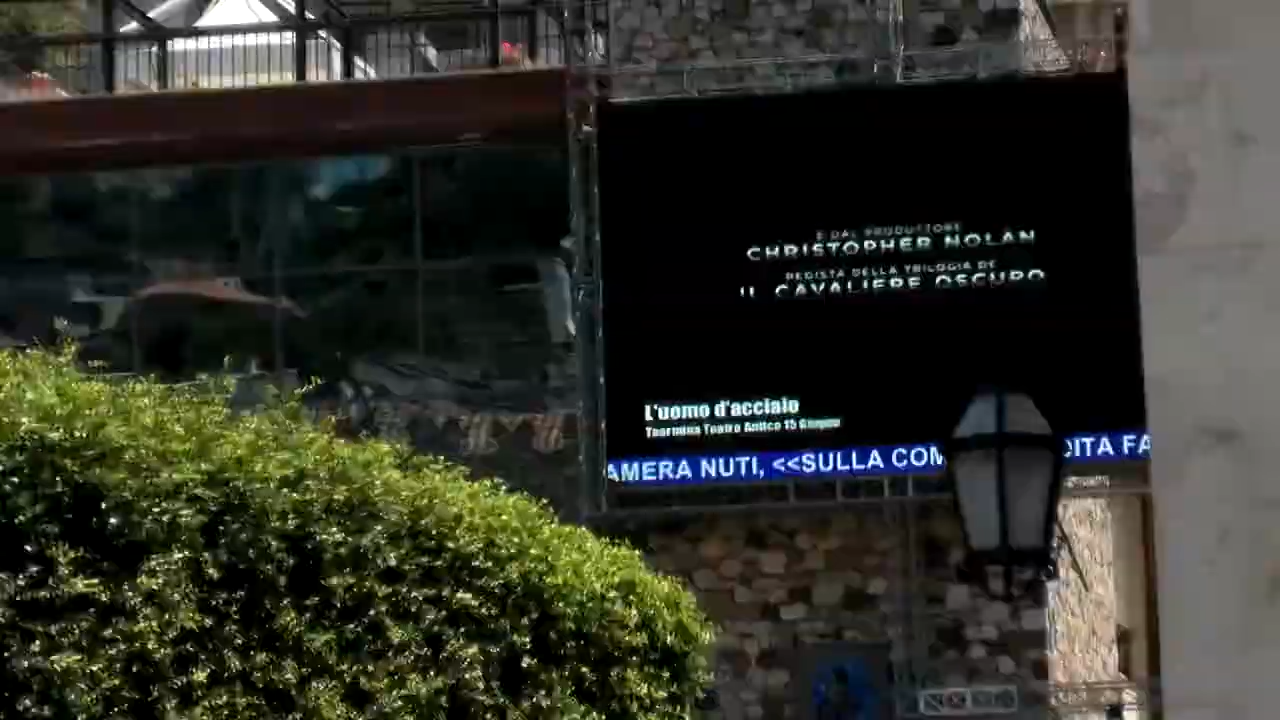 E DAL PRODUTTORE
CHRISTOPHER NOLAN
REGISTA DELLA TRILOGIA DE
IL CAVALIERE OSCURO
L'uomo d'acciaio
Taormina Teatro Antico 15 Giugno
AMERA NUTI, <<SULLA COM CITA FA